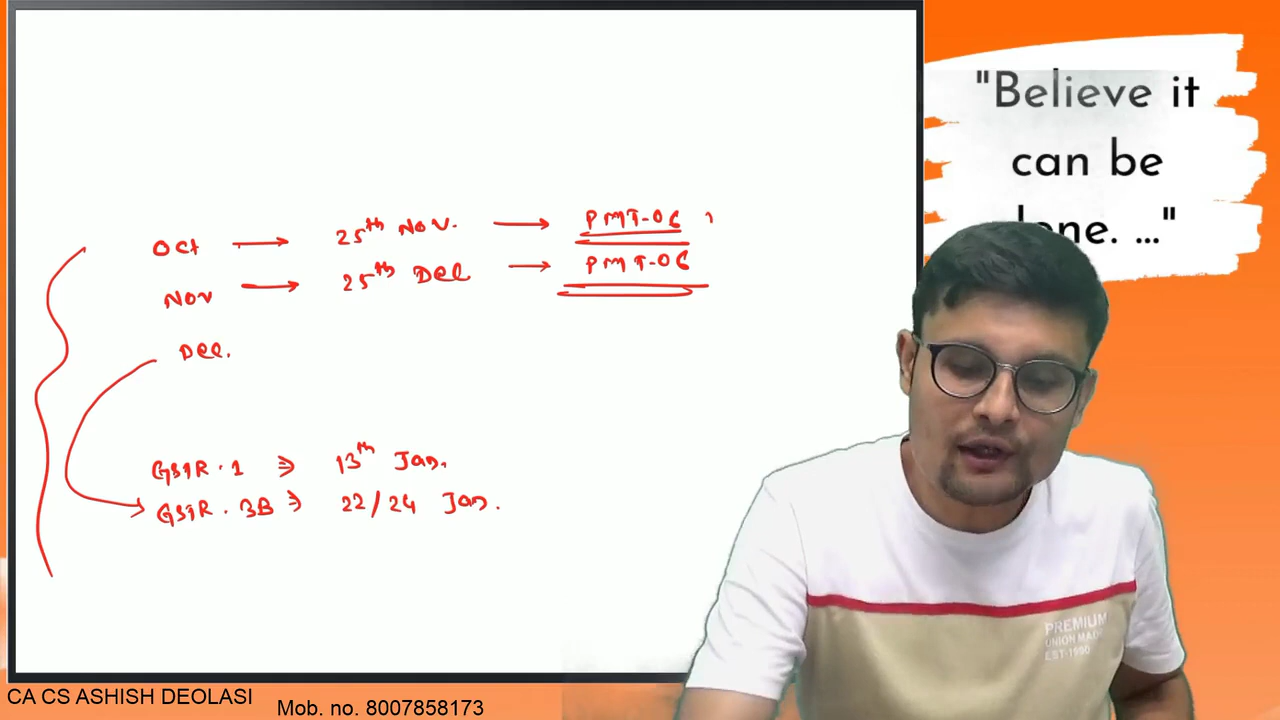 "Believe it
can be
one. ..."
Oct → 25th Nov. → PMT-06
Nov → 25th Dec → PMT-06
Dec.
GSTR.1 ⇒ 13th Jan.
GSTR.3B ⇒ 22/24 Jan.
PREMIUM
UNION MADE
EST-1990
CA CS ASHISH DEOLASI
Mob. no. 8007858173